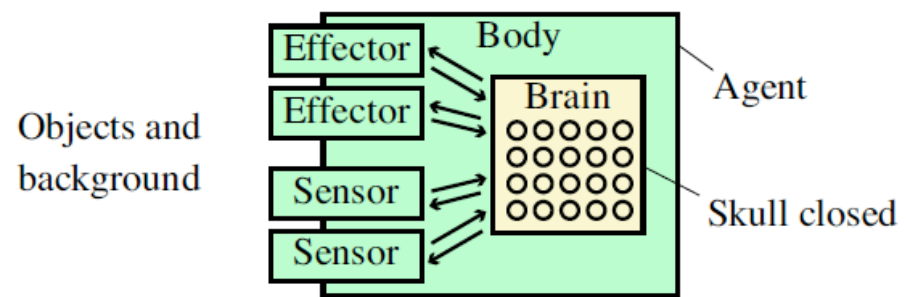 Effector
Body
Effector
Brain
Agent
Objects and
background
Sensor
Skull closed
Sensor